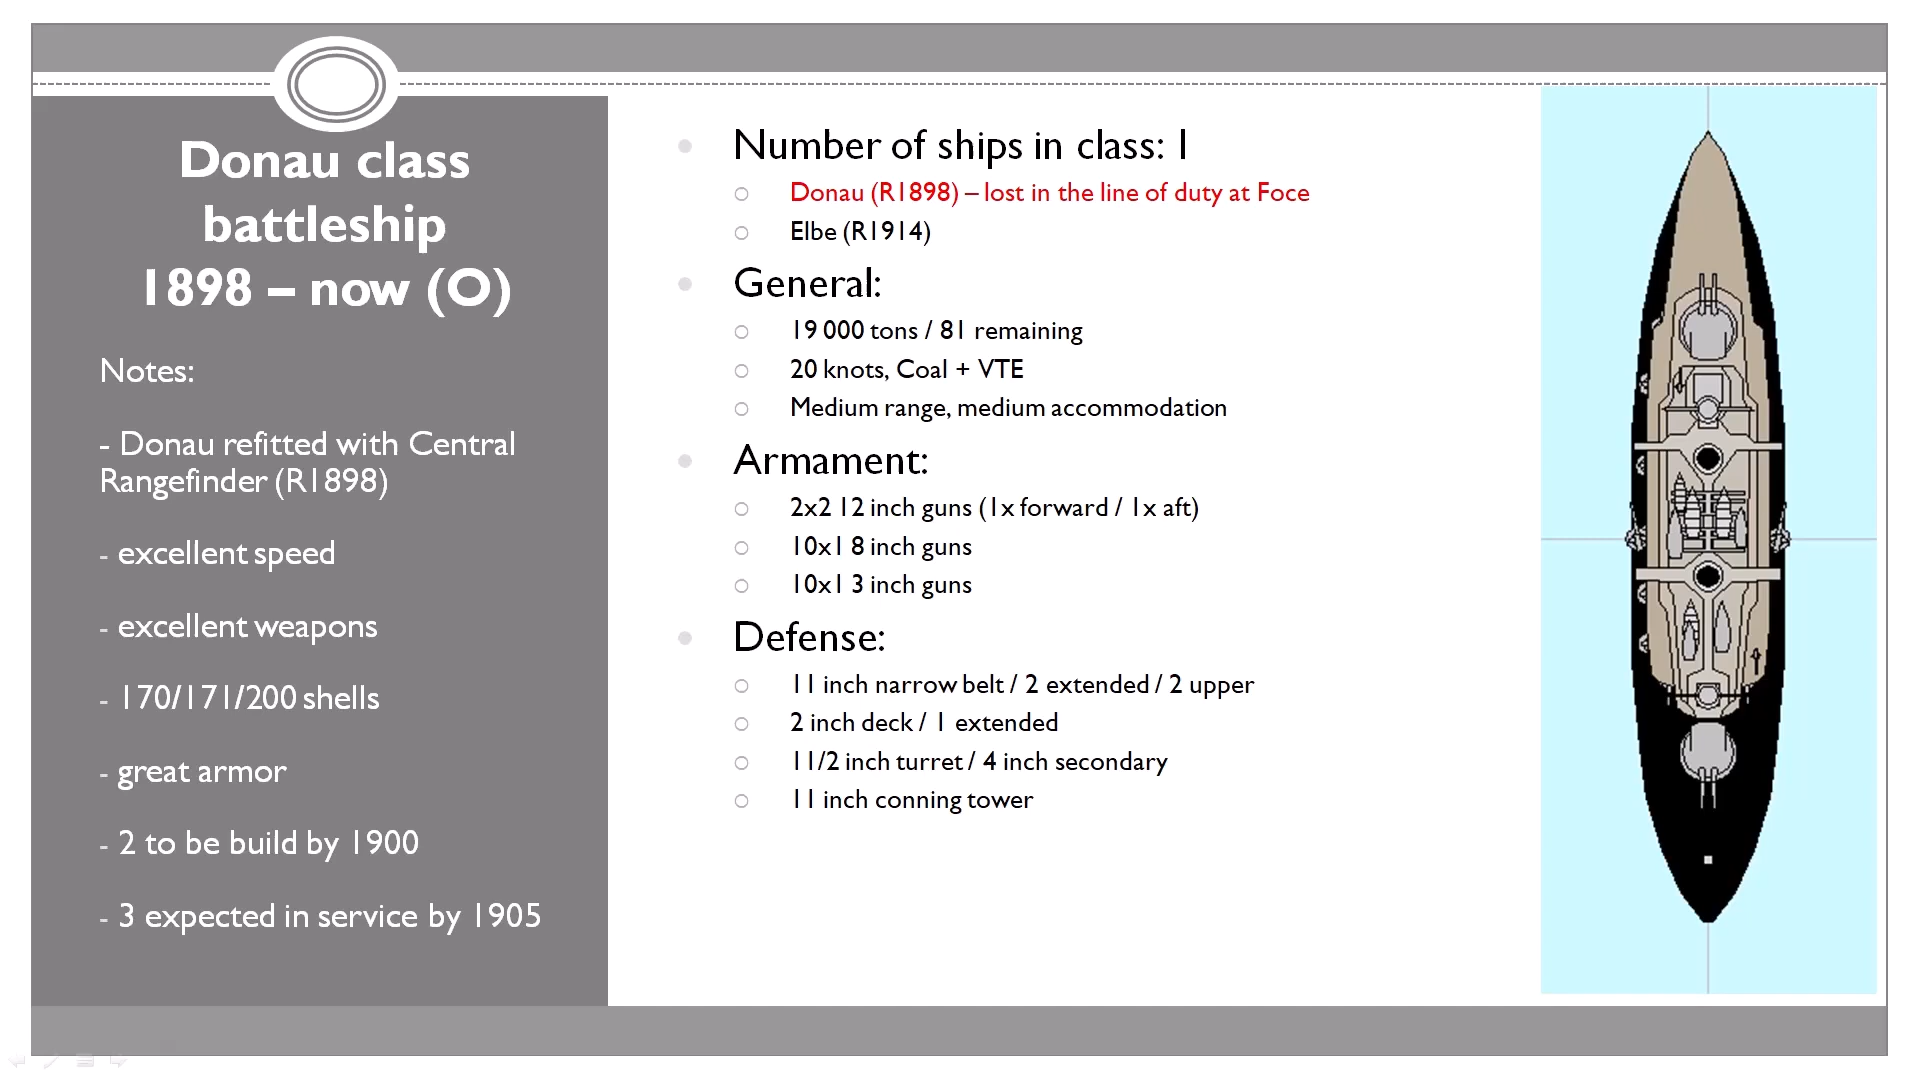 Donau class
battleship
1898 – now (O)
Notes:
- Donau refitted with Central
Rangefinder (R1898)
- excellent speed
- excellent weapons
- 170/171/200 shells
- great armor
- 2 to be build by 1900
- 3 expected in service by 1905
Number of ships in class: 1
Donau (R1898) – lost in the line of duty at Foce
Elbe (R1914)
General:
19 000 tons / 81 remaining
20 knots, Coal + VTE
Medium range, medium accommodation
Armament:
2x2 12 inch guns (1x forward / 1x aft)
10x1 8 inch guns
10x1 3 inch guns
Defense:
11 inch narrow belt / 2 extended / 2 upper
2 inch deck / 1 extended
11/2 inch turret / 4 inch secondary
11 inch conning tower